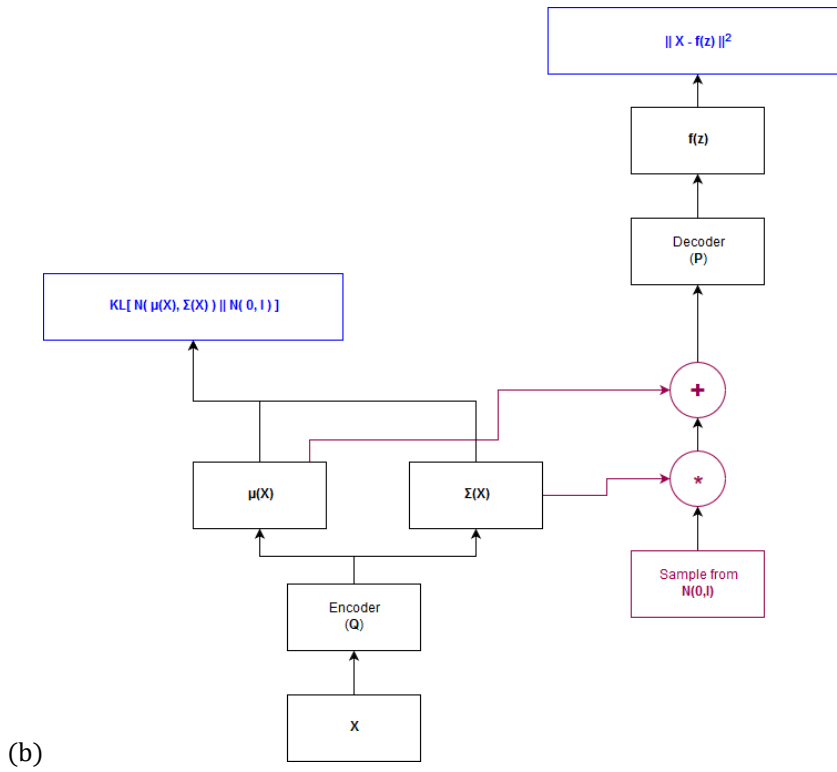 || X - f(z) ||²
f(z)
Decoder
(P)
KL[ N( μ(X), Σ(X) ) || N( 0, I ) ]
+
μ(X)
Σ(X)
*
Sample from
N(0,I)
Encoder
(Q)
X
(b)